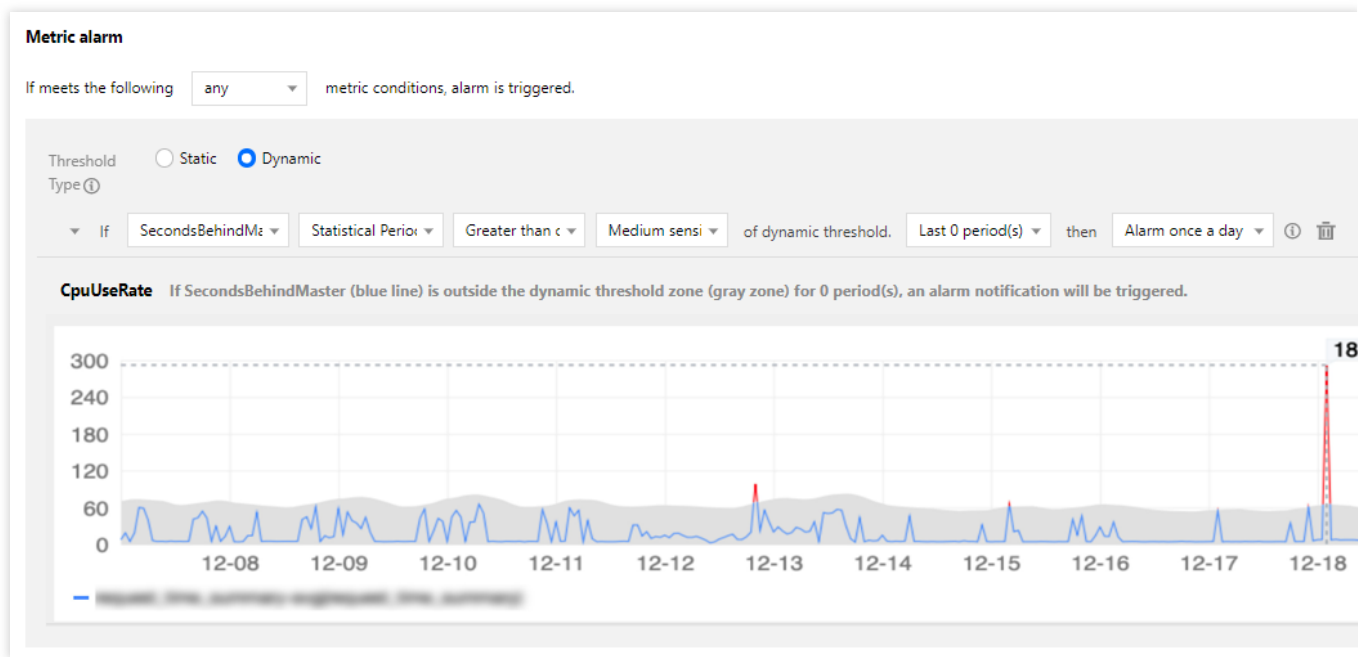 Metric alarm
If meets the following any metric conditions, alarm is triggered.
Threshold Type Static Dynamic
If SecondsBehindMa Statistical Perio Greater than Medium sensi of dynamic threshold. Last 0 period(s) then Alarm once a day
CpuUseRate If SecondsBehindMaster (blue line) is outside the dynamic threshold zone (gray zone) for 0 period(s), an alarm notification will be triggered.
18
300
240
180
120
60
0
12-08 12-09 12-10 12-11 12-12 12-13 12-14 12-15 12-16 12-17 12-18